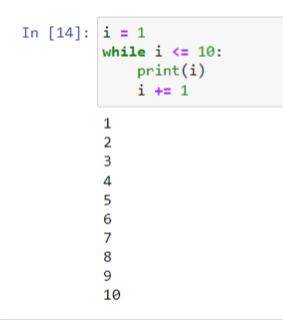 In [14]: i = 1
while i <= 10:
    print(i)
    i += 1
1
2
3
4
5
6
7
8
9
10